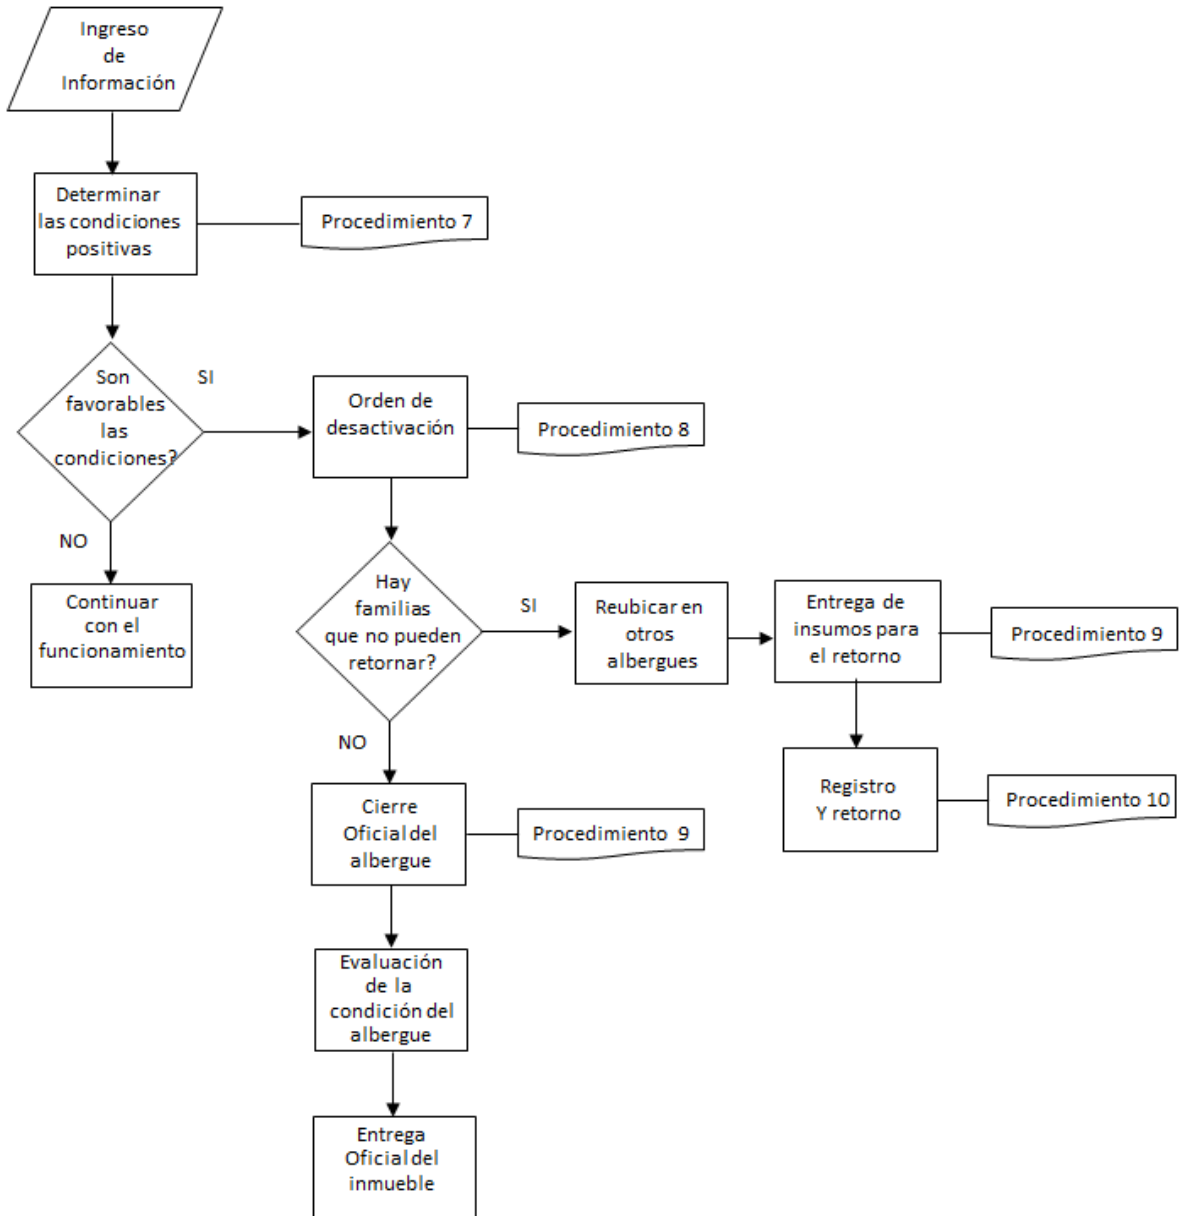 Ingreso
de
Información
Determinar
las condiciones
positivas
Procedimiento 7
Son
favorables
las
condiciones?
SI
NO
Orden de
desactivación
Procedimiento 8
Continuar
con el
funcionamiento
Hay
familias
que no pueden
retornar?
SI
NO
Reubicar en
otros
albergues
Entrega de
insumos para
el retorno
Procedimiento 9
Registro
Y retorno
Procedimiento 10
Cierre
Oficial del
albergue
Procedimiento 9
Evaluación
de la
condición del
albergue
Entrega
Oficial del
inmueble